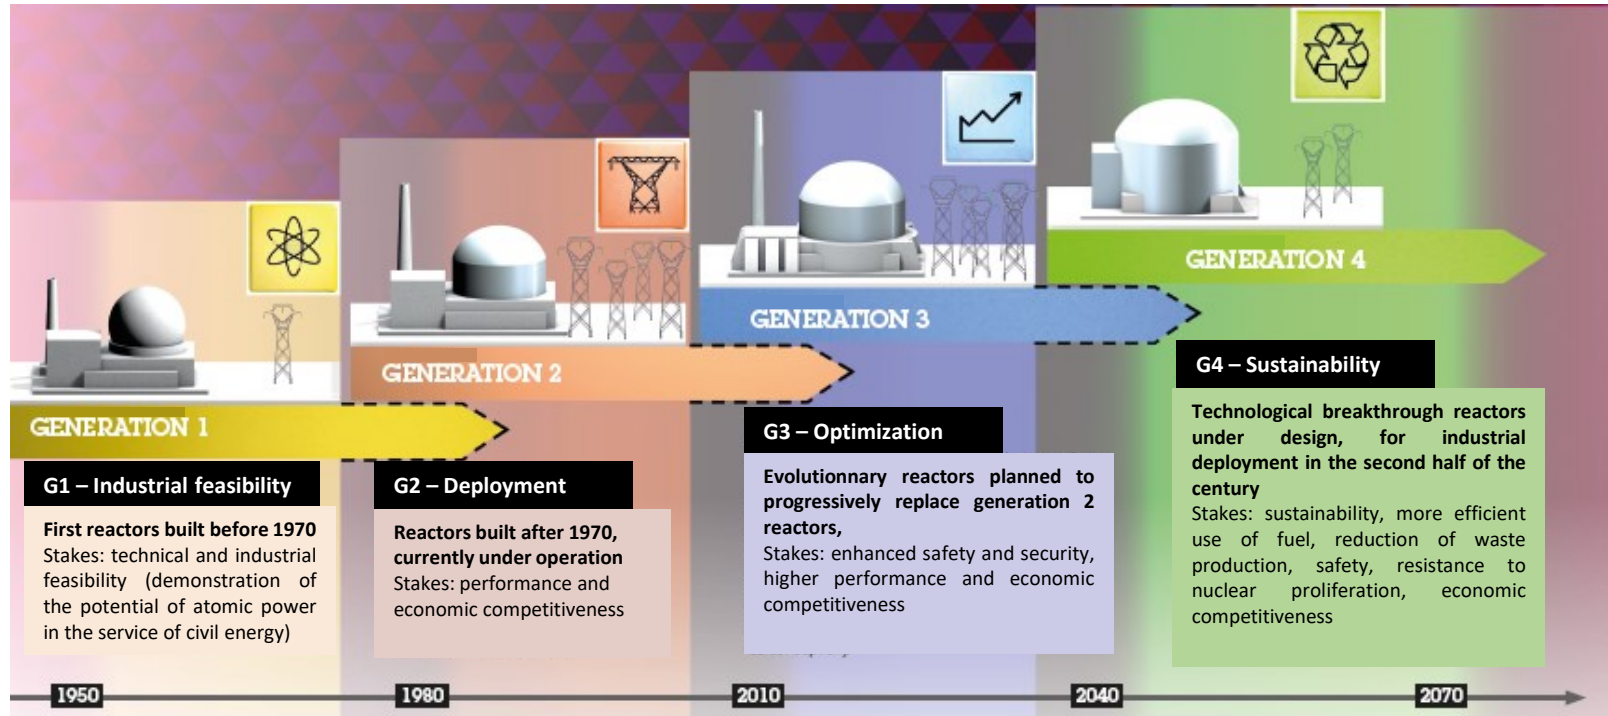 GENERATION 4
GENERATION 3
GENERATION 2
GENERATION 1
G1 – Industrial feasibility
First reactors built before 1970
Stakes: technical and industrial
feasibility (demonstration of
the potential of atomic power
in the service of civil energy)
G2 – Deployment
Reactors built after 1970,
currently under operation
Stakes: performance and
economic competitiveness
G3 – Optimization
Evolutionnary reactors planned to
progressively replace generation 2
reactors,
Stakes: enhanced safety and security,
higher performance and economic
competitiveness
G4 – Sustainability
Technological breakthrough reactors
under design, for industrial
deployment in the second half of the
century
Stakes: sustainability, more efficient
use of fuel, reduction of waste
production, safety, resistance to
nuclear proliferation, economic
competitiveness
1950
1980
2010
2040
2070